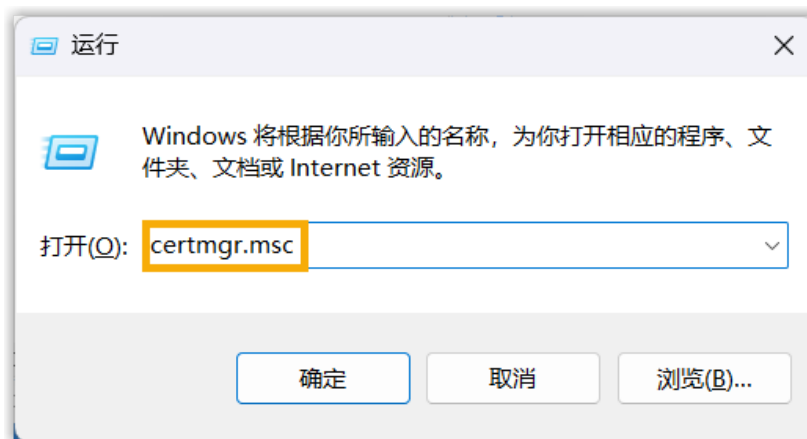 运行
Windows 将根据你所输入的名称，为你打开相应的程序、文
件夹、文档或 Internet 资源。
打开(O): certmgr.msc
确定 取消 浏览(B)...